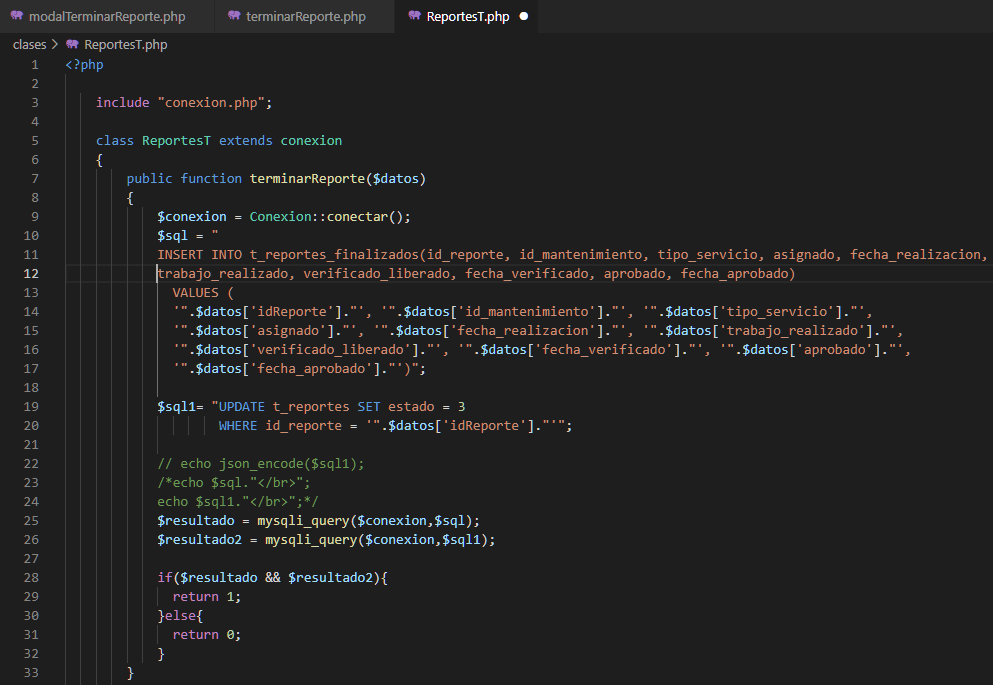 modalTerminarReporte.php terminarReporte.php ReportesT.php
clases > ReportesT.php
1 <?php
2
3 include "conexion.php";
4
5 class ReportesT extends conexion
6 {
7 public function terminarReporte($datos)
8 {
9 $conexion = Conexion::conectar();
10 $sql = "
11 INSERT INTO t_reportes_finalizados(id_reporte, id_mantenimiento, tipo_servicio, asignado, fecha_realizacion,
12 trabajo_realizado, verificado_liberado, fecha_verificado, aprobado, fecha_aprobado)
13 VALUES (
14 '".$datos['idReporte']."', '".$datos['id_mantenimiento']."', '".$datos['tipo_servicio']."',
15 '".$datos['asignado']."', '".$datos['fecha_realizacion']."', '".$datos['trabajo_realizado']."',
16 '".$datos['verificado_liberado']."', '".$datos['fecha_verificado']."', '".$datos['aprobado']."',
17 '".$datos['fecha_aprobado']."')";
18
19 $sql1= "UPDATE t_reportes SET estado = 3
20 WHERE id_reporte = '".$datos['idReporte']."'";
21
22 // echo json_encode($sql1);
23 /*echo $sql."</br>";
24 echo $sql1."</br>";*/
25 $resultado = mysqli_query($conexion,$sql);
26 $resultado2 = mysqli_query($conexion,$sql1);
27
28 if($resultado && $resultado2){
29 return 1;
30 }else{
31 return 0;
32 }
33 }